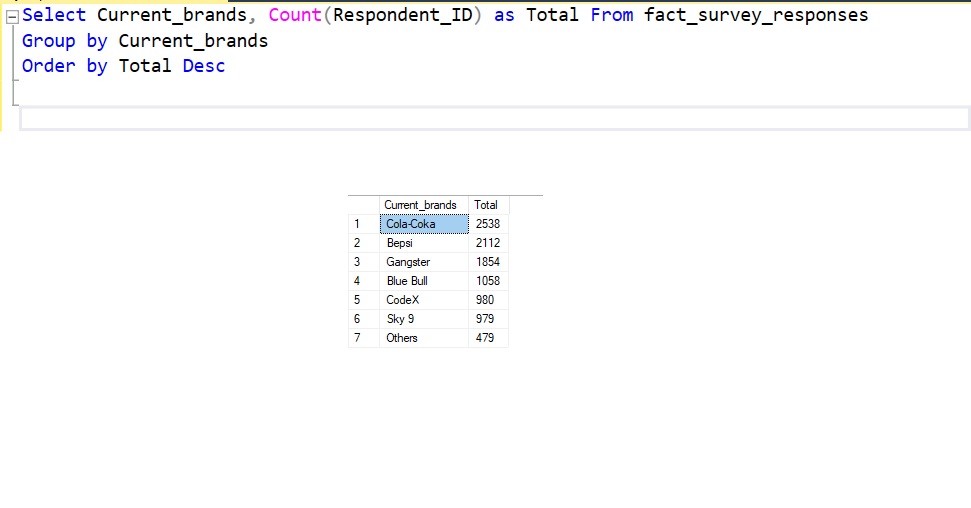 Select Current_brands, Count(Respondent_ID) as Total From fact_survey_responses
Group by Current_brands
Order by Total Desc
Current_brands Total
1 Cola-Coka 2538
2 Bepsi 2112
3 Gangster 1854
4 Blue Bull 1058
5 CodeX 980
6 Sky 9 979
7 Others 479